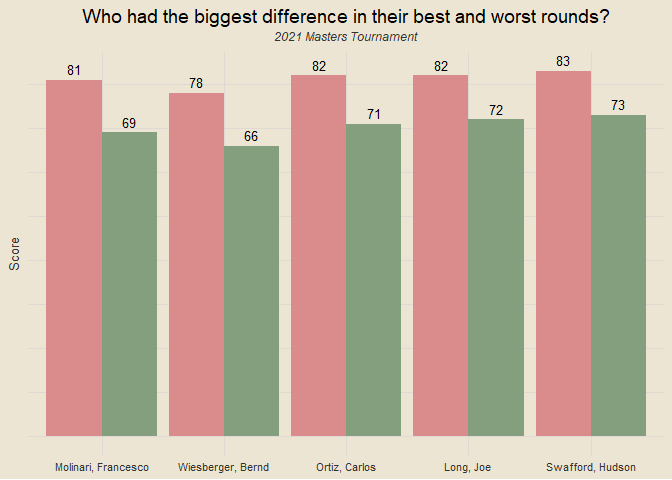 Who had the biggest difference in their best and worst rounds?
2021 Masters Tournament
81
69
78
66
82
71
82
72
83
73
Score
Molinari, Francesco
Wiesberger, Bernd
Ortiz, Carlos
Long, Joe
Swafford, Hudson